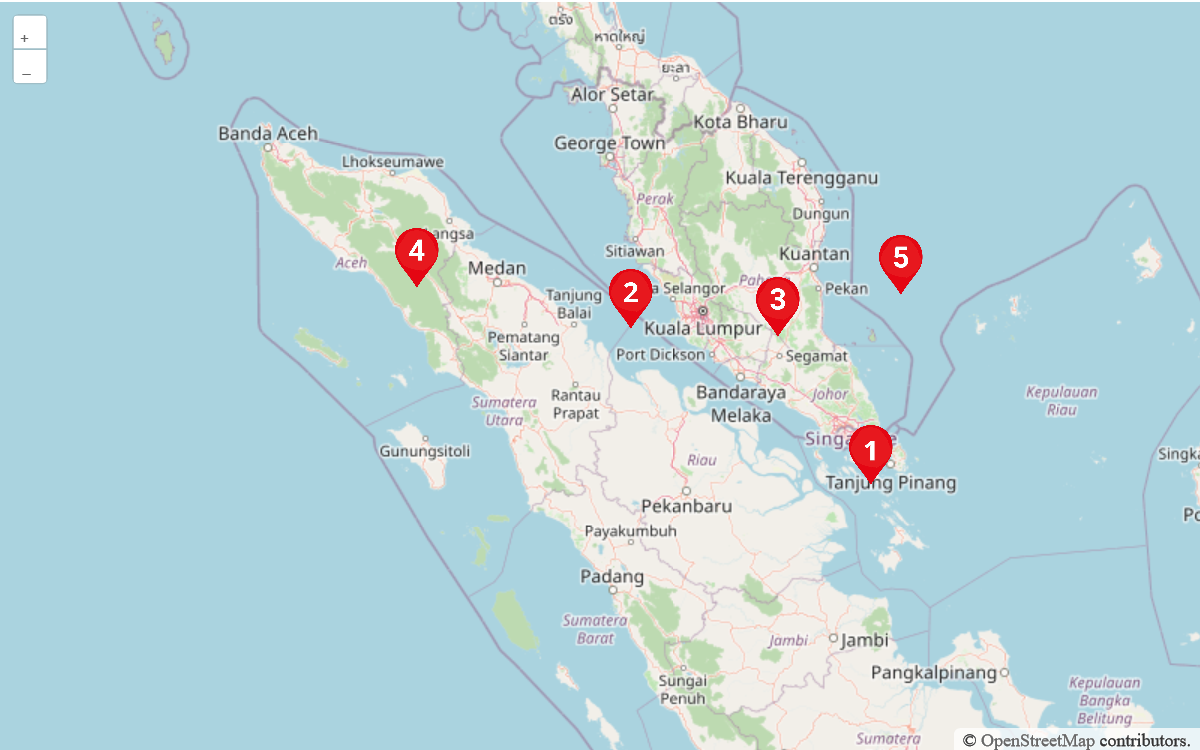 +
−
ตรัง
หาดใหญ่
ยะลา
Alor Setar
Kota Bharu
Banda Aceh
George Town
Lhokseumawe
Kuala Terengganu
Perak
Dungun
4
angsa
Sitiawan
Kuantan
5
Aceh
Medan
2
Pah
3
Pekan
a Selangor
Tanjung
Balai
Kuala Lumpur
Pematang
Siantar
Port Dickson
Segamat
Rantau
Prapat
Bandaraya
Melaka
Johor
Kepulauan
Riau
Sumatera
Utara
Sing
e
1
Gunungsitoli
Riau
Singka
Tanjung Pinang
Pekanbaru
Po
Payakumbuh
Padang
Sumatera
Barat
Jambi
Jambi
Sungai
Penuh
Pangkalpinang
Kepulauan
Bangka
Belitung
Sumatera
© OpenStreetMap contributors.